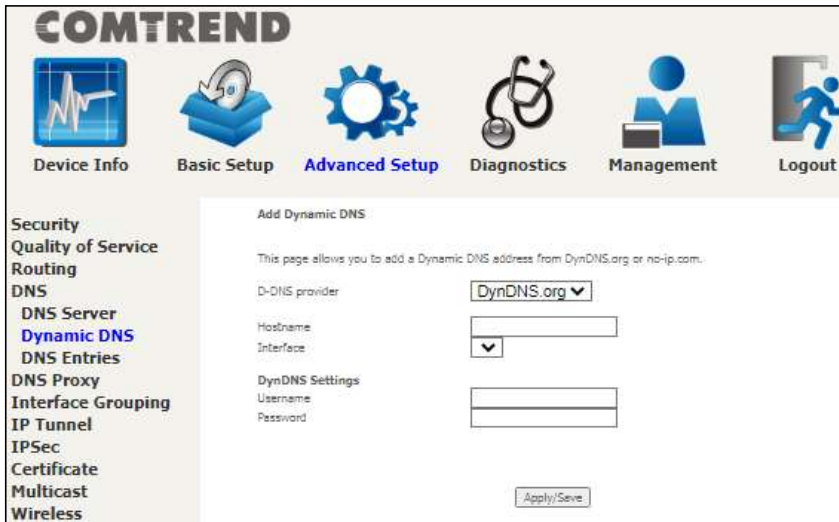 COMTREND
Device Info Basic Setup Advanced Setup Diagnostics Management Logout
Security
Quality of Service
Routing
DNS
DNS Server
Dynamic DNS
DNS Entries
DNS Proxy
Interface Grouping
IP Tunnel
IPSec
Certificate
Multicast
Wireless
Add Dynamic DNS
This page allows you to add a Dynamic DNS address from DynDNS.org or no-ip.com.
D-DNS provider DynDNS.org
Hostname
Interface
DynDNS Settings
Username
Password
Apply/Save